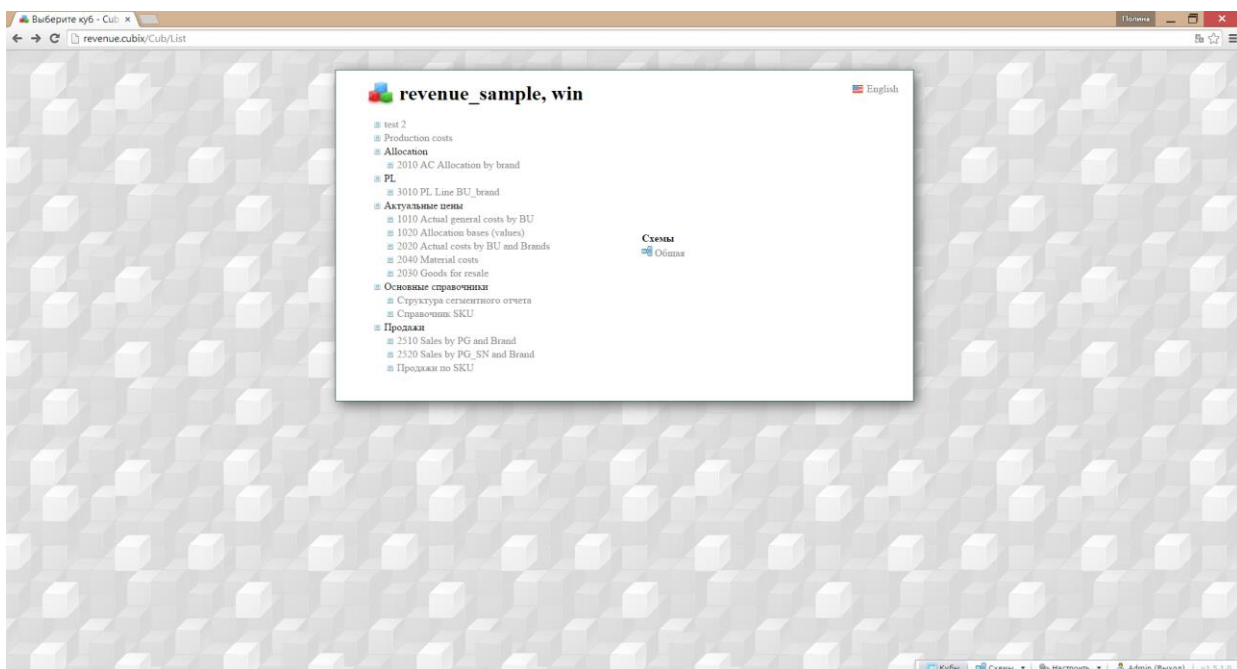 Выберите куб - Cub
Полина
revenue.cubix/Cub/List
revenue_sample, win
English
test 2
Production costs
Allocation
2010 AC Allocation by brand
PL
3010 PL Line BU_brand
Актуальные цены
1010 Actual general costs by BU
1020 Allocation bases (values)
2020 Actual costs by BU and Brands
2040 Material costs
2030 Goods for resale
Основные справочники
Структура сегментного отчета
Справочник SKU
Продажи
2510 Sales by PG and Brand
2520 Sales by PG_SN and Brand
Продажи по SKU
Схемы
Общая
Кубы Схемы Настроить Admin (Выход) v1.5.1.0